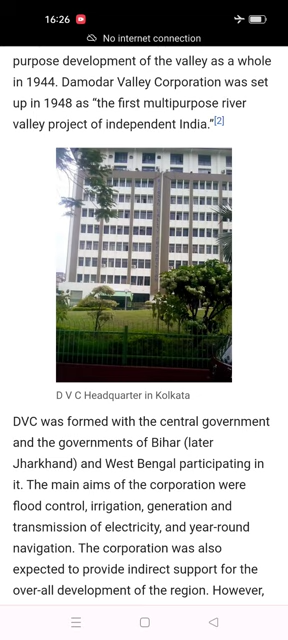 16:26
No internet connection
purpose development of the valley as a whole
in 1944. Damodar Valley Corporation was set
up in 1948 as “the first multipurpose river
valley project of independent India.”[2]
D V C Headquarter in Kolkata
DVC was formed with the central government
and the governments of Bihar (later
Jharkhand) and West Bengal participating in
it. The main aims of the corporation were
flood control, irrigation, generation and
transmission of electricity, and year-round
navigation. The corporation was also
expected to provide indirect support for the
over-all development of the region. However,